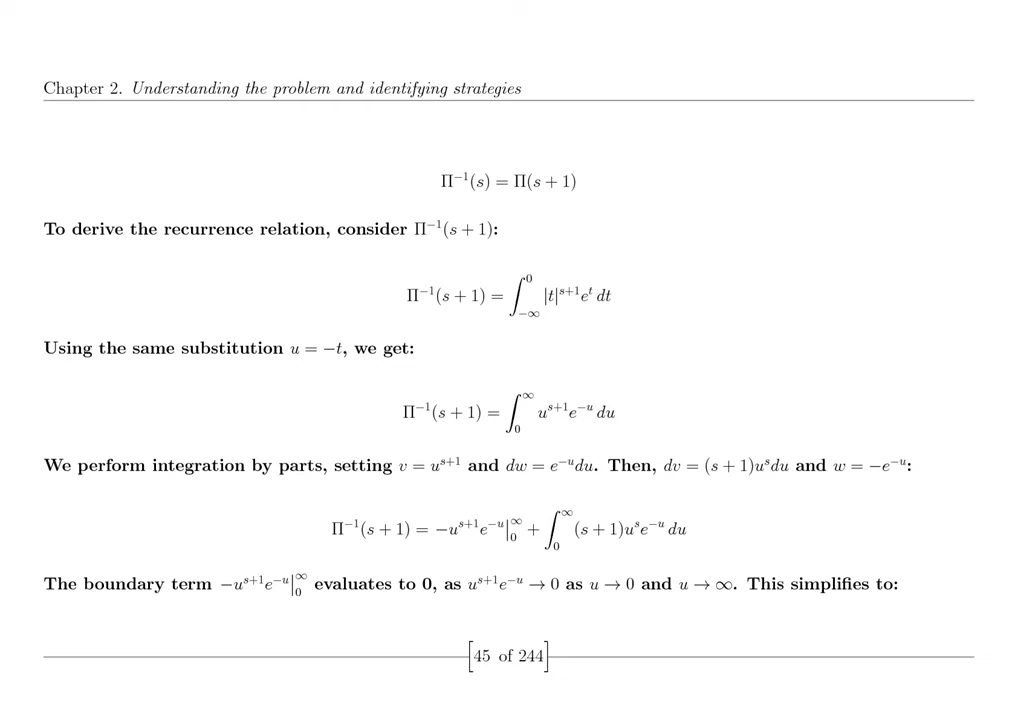 Chapter 2. Understanding the problem and identifying strategies
Π⁻¹(s) = Π(s + 1)
To derive the recurrence relation, consider Π⁻¹(s + 1):
Π⁻¹(s + 1) = ∫_{−∞}^{0} |t|^{s+1} e^t dt
Using the same substitution u = −t, we get:
Π⁻¹(s + 1) = ∫_{0}^{∞} u^{s+1} e^{−u} du
We perform integration by parts, setting v = u^{s+1} and dw = e^{−u}du. Then, dv = (s + 1)u^s du and w = −e^{−u}:
Π⁻¹(s + 1) = −u^{s+1} e^{−u}|_{0}^{∞} + ∫_{0}^{∞} (s + 1)u^s e^{−u} du
The boundary term −u^{s+1} e^{−u}|_{0}^{∞} evaluates to 0, as u^{s+1} e^{−u} → 0 as u → 0 and u → ∞. This simplifies to:
[45 of 244]